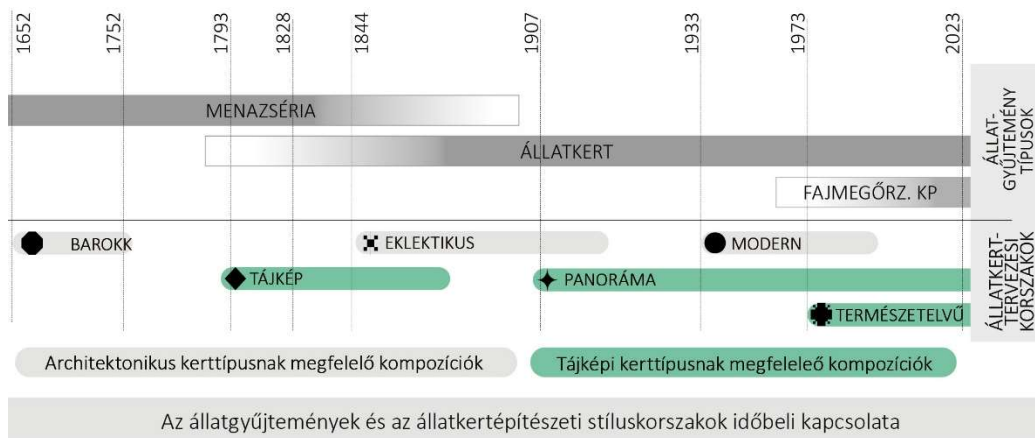 1652
1752
1793
1828
1844
1907
1933
1973
2023
MENAZSÉRIA
ÁLLATKERT
FAJMEGŐRZ. KP
ÁLLAT-
GYŰJTEMÉNY
TÍPUSOK
BAROKK
EKLEKTIKUS
MODERN
TÁJKÉP
PANORÁMA
TERMÉSZETELVŰ
ÁLLATKERT-
TERVEZÉSI
KORSZAKOK
Architektonikus kerttípusnak megfelelő kompozíciók
Tájképi kerttípusnak megfeleleő kompozíciók
Az állatgyűjtemények és az állatkertépítészeti stíluskorszakok időbeli kapcsolata